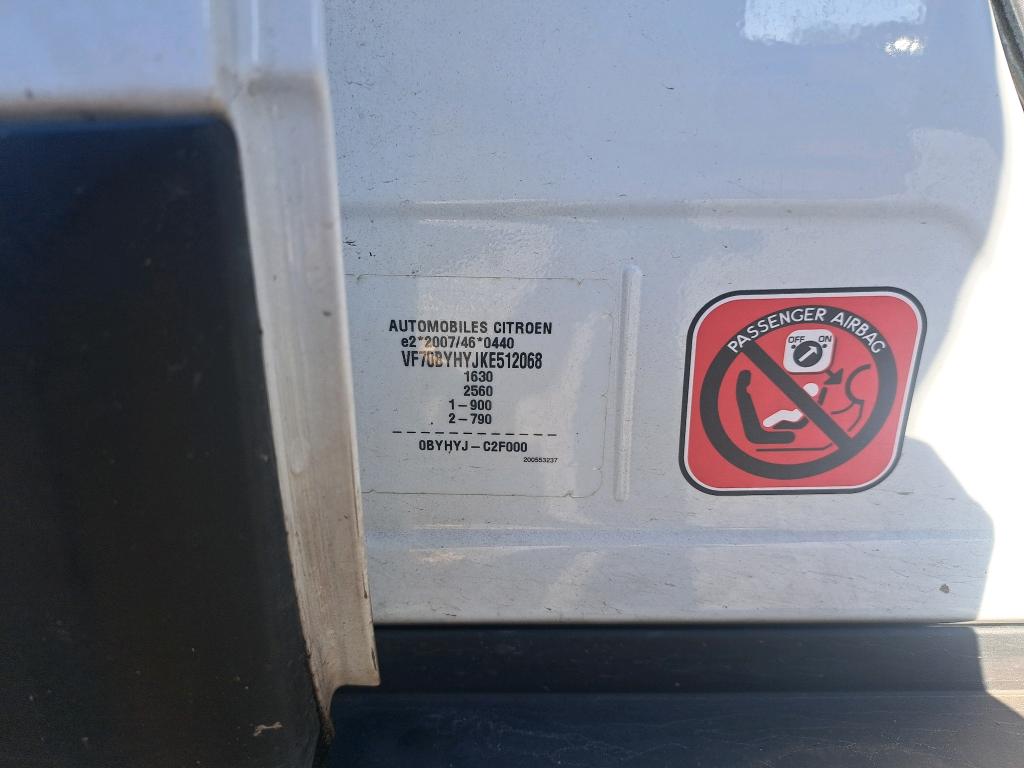 AUTOMOBILES CITROEN
e2*2007/46*0440
VF70BYHYJKE512068
1630
2560
1-900
2-790
0BYHYJ-C2F000
200553237
PASSENGER AIRBAG
OFF ON